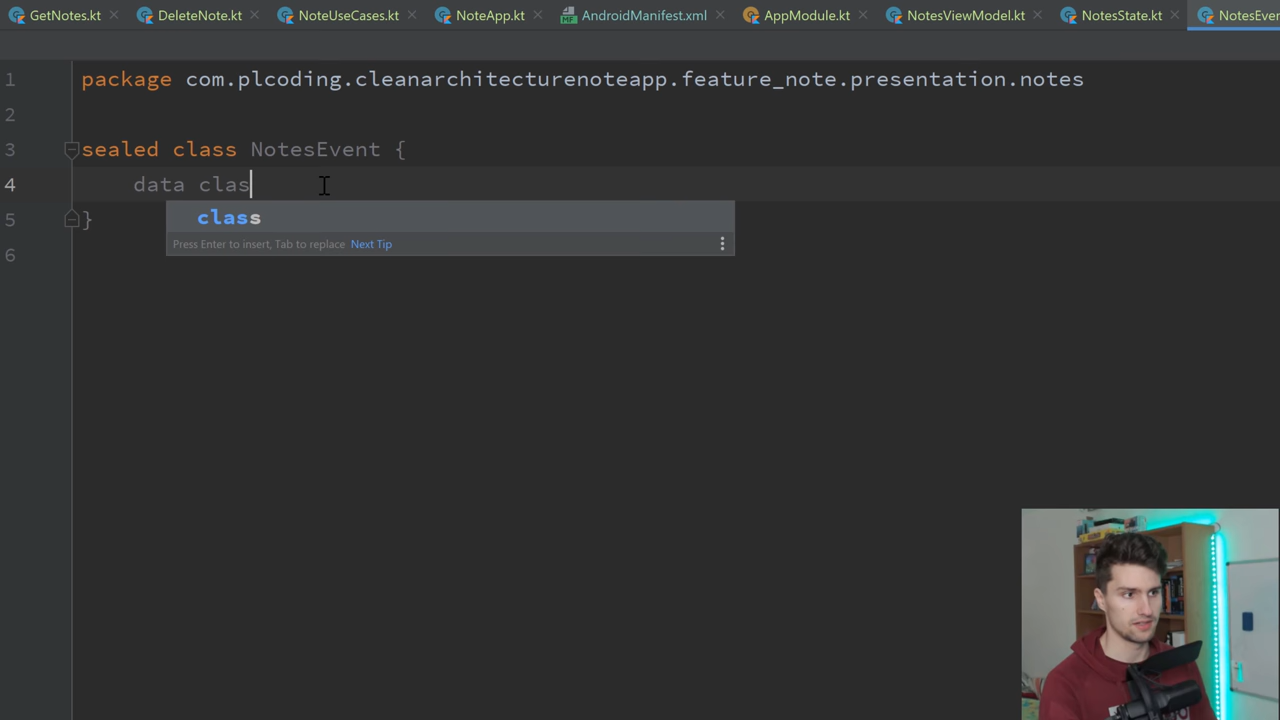 GetNotes.kt DeleteNote.kt NoteUseCases.kt NoteApp.kt AndroidManifest.xml AppModule.kt NotesViewModel.kt NotesState.kt NotesEver
1 package com.plcoding.cleanarchitecturenoteapp.feature_note.presentation.notes
2
3 sealed class NotesEvent {
4 data clas
class
Press Enter to insert, Tab to replace Next Tip
5 }
6